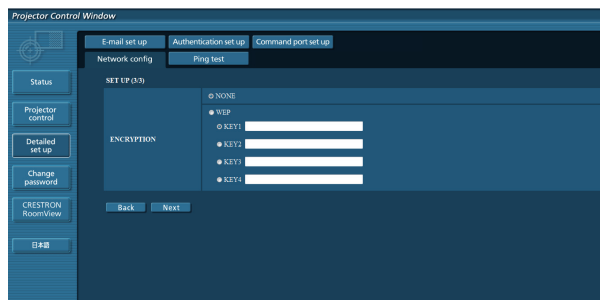 Projector Control Window
E-mail set up
Authentication set up
Command port set up
Network config
Ping test
Status
Projector
control
Detailed
set up
Change
password
CRESTRON
RoomView
日本語
SET UP (3/3)
ENCRYPTION
NONE
WEP
KEY1
KEY2
KEY3
KEY4
Back
Next